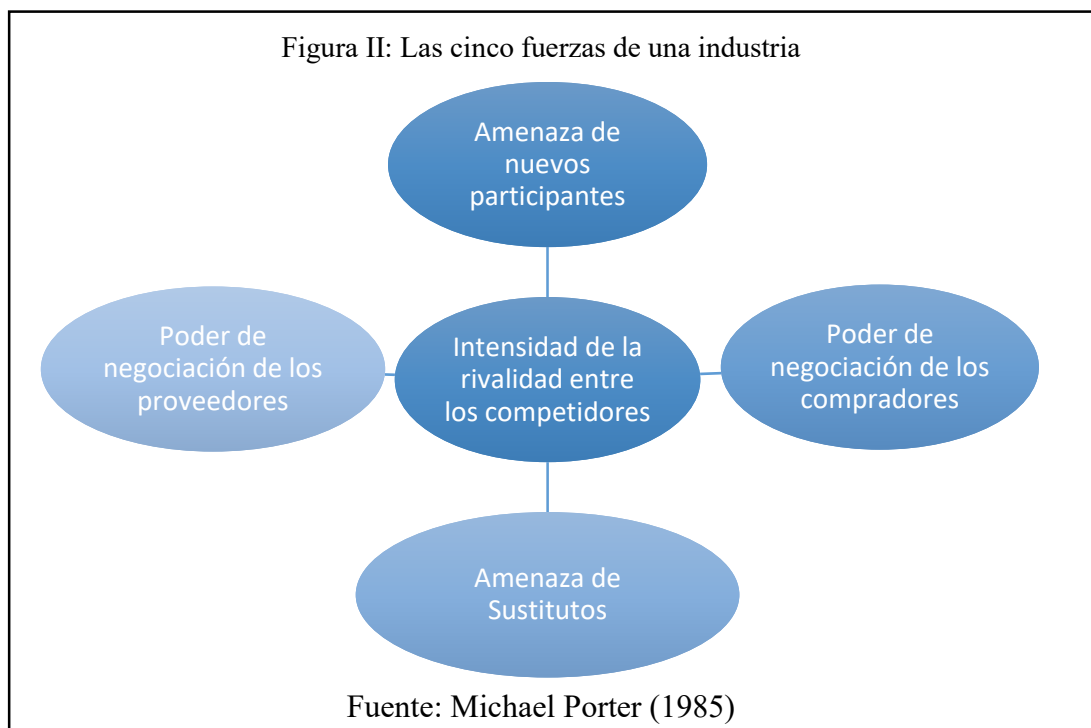 Figura II: Las cinco fuerzas de una industria
Amenaza de
nuevos
participantes
Poder de
negociación de los
proveedores
Intensidad de la
rivalidad entre
los competidores
Poder de
negociación de los
compradores
Amenaza de
Sustitutos
Fuente: Michael Porter (1985)